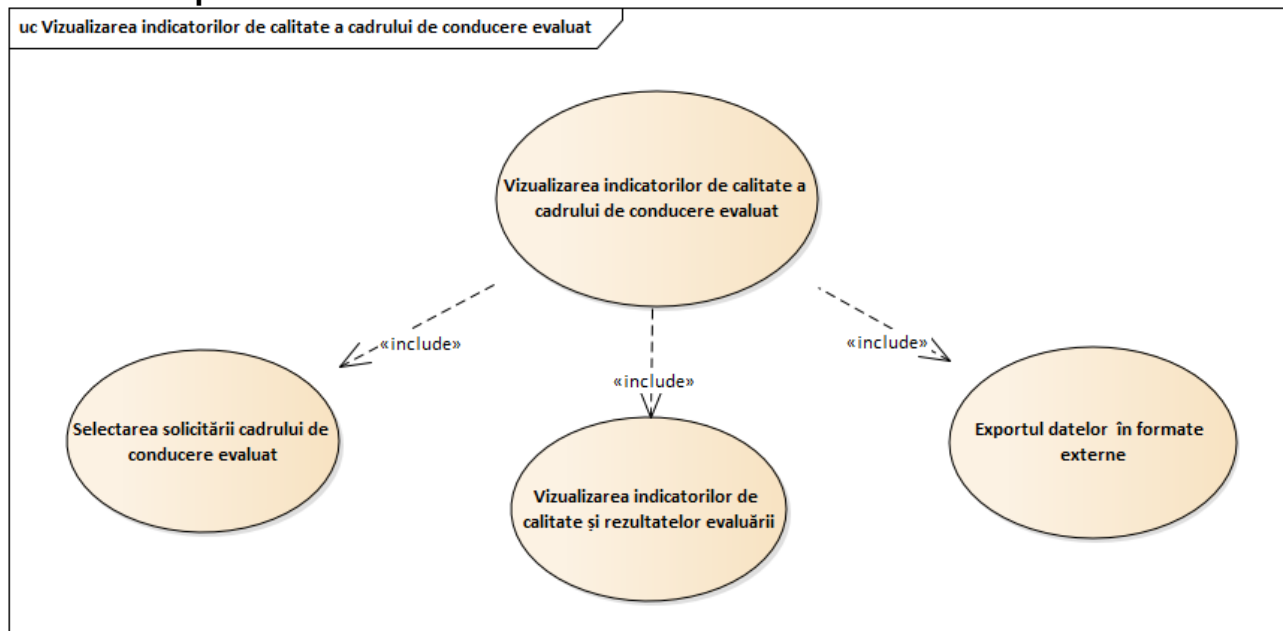 uc Vizualizarea indicatorilor de calitate a cadrului de conducere evaluat
Vizualizarea indicatorilor de calitate a
cadrului de conducere evaluat
«include»
«include»
«include»
Selectarea solicitării cadrului de
conducere evaluat
Vizualizarea indicatorilor de
calitate și rezultatelor evaluării
Exportul datelor în formate
externe